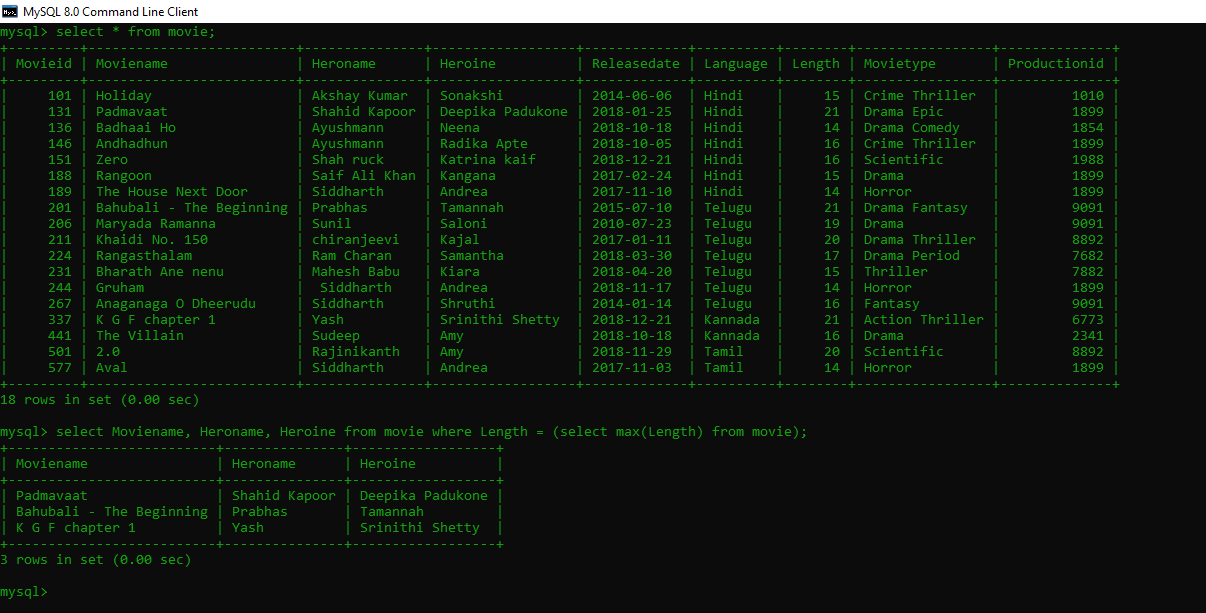 MySQL 8.0 Command Line Client
mysql> select * from movie;
+---------+--------------------------+----------------+------------------+-------------+----------+--------+-----------------+--------------+
| Movieid | Moviename                | Heroname       | Heroine          | Releasedate | Language | Length | Movietype       | Productionid |
+---------+--------------------------+----------------+------------------+-------------+----------+--------+-----------------+--------------+
|     101 | Holiday                  | Akshay Kumar   | Sonakshi         | 2014-06-06  | Hindi    |     15 | Crime Thriller  |         1010 |
|     131 | Padmavaat                | Shahid Kapoor  | Deepika Padukone | 2018-01-25  | Hindi    |     21 | Drama Epic      |         1899 |
|     136 | Badhaai Ho               | Ayushmann      | Neena            | 2018-10-18  | Hindi    |     14 | Drama Comedy    |         1854 |
|     146 | Andhadhun                | Ayushmann      | Radika Apte      | 2018-10-05  | Hindi    |     16 | Crime Thriller  |         1899 |
|     151 | Zero                     | Shah ruck      | Katrina kaif     | 2018-12-21  | Hindi    |     16 | Scientific      |         1988 |
|     188 | Rangoon                  | Saif Ali Khan  | Kangana          | 2017-02-24  | Hindi    |     15 | Drama           |         1899 |
|     189 | The House Next Door      | Siddharth      | Andrea           | 2017-11-10  | Hindi    |     14 | Horror          |         1899 |
|     201 | Bahubali - The Beginning | Prabhas        | Tamannah         | 2015-07-10  | Telugu   |     21 | Drama Fantasy   |         9091 |
|     206 | Maryada Ramanna          | Sunil          | Saloni           | 2010-07-23  | Telugu   |     19 | Drama           |         9091 |
|     211 | Khaidi No. 150           | chiranjeevi    | Kajal            | 2017-01-11  | Telugu   |     20 | Drama Thriller  |         8892 |
|     224 | Rangasthalam             | Ram Charan     | Samantha         | 2018-03-30  | Telugu   |     17 | Drama Period    |         7682 |
|     231 | Bharath Ane nenu         | Mahesh Babu    | Kiara            | 2018-04-20  | Telugu   |     15 | Thriller        |         7882 |
|     244 | Gruham                   |  Siddharth     | Andrea           | 2018-11-17  | Telugu   |     14 | Horror          |         1899 |
|     267 | Anaganaga O Dheerudu     | Siddharth      | Shruthi          | 2014-01-14  | Telugu   |     16 | Fantasy         |         9091 |
|     337 | K G F chapter 1          | Yash           | Srinithi Shetty  | 2018-12-21  | Kannada  |     21 | Action Thriller |         6773 |
|     441 | The Villain              | Sudeep         | Amy              | 2018-10-18  | Kannada  |     16 | Drama           |         2341 |
|     501 | 2.0                      | Rajinikanth    | Amy              | 2018-11-29  | Tamil    |     20 | Scientific      |         8892 |
|     577 | Aval                     | Siddharth      | Andrea           | 2017-11-03  | Tamil    |     14 | Horror          |         1899 |
+---------+--------------------------+----------------+------------------+-------------+----------+--------+-----------------+--------------+
18 rows in set (0.00 sec)
mysql> select Moviename, Heroname, Heroine from movie where Length = (select max(Length) from movie);
+--------------------------+---------------+------------------+
| Moviename                | Heroname      | Heroine          |
+--------------------------+---------------+------------------+
| Padmavaat                | Shahid Kapoor | Deepika Padukone |
| Bahubali - The Beginning | Prabhas       | Tamannah         |
| K G F chapter 1          | Yash          | Srinithi Shetty  |
+--------------------------+---------------+------------------+
3 rows in set (0.00 sec)
mysql>